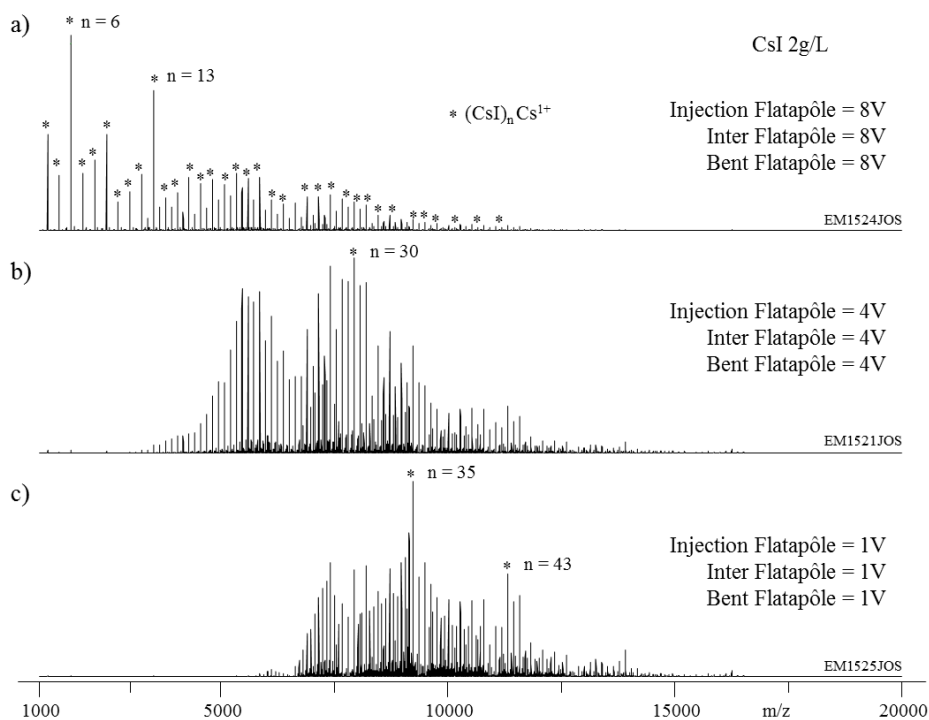 a)
* n = 6
* n = 13
CsI 2g/L
* (CsI)nCs1+
Injection Flatapôle = 8V
Inter Flatapôle = 8V
Bent Flatapôle = 8V
EM1524JOS
b)
* n = 30
Injection Flatapôle = 4V
Inter Flatapôle = 4V
Bent Flatapôle = 4V
EM1521JOS
c)
* n = 35
* n = 43
Injection Flatapôle = 1V
Inter Flatapôle = 1V
Bent Flatapôle = 1V
EM1525JOS
1000 5000 10000 15000 m/z 20000